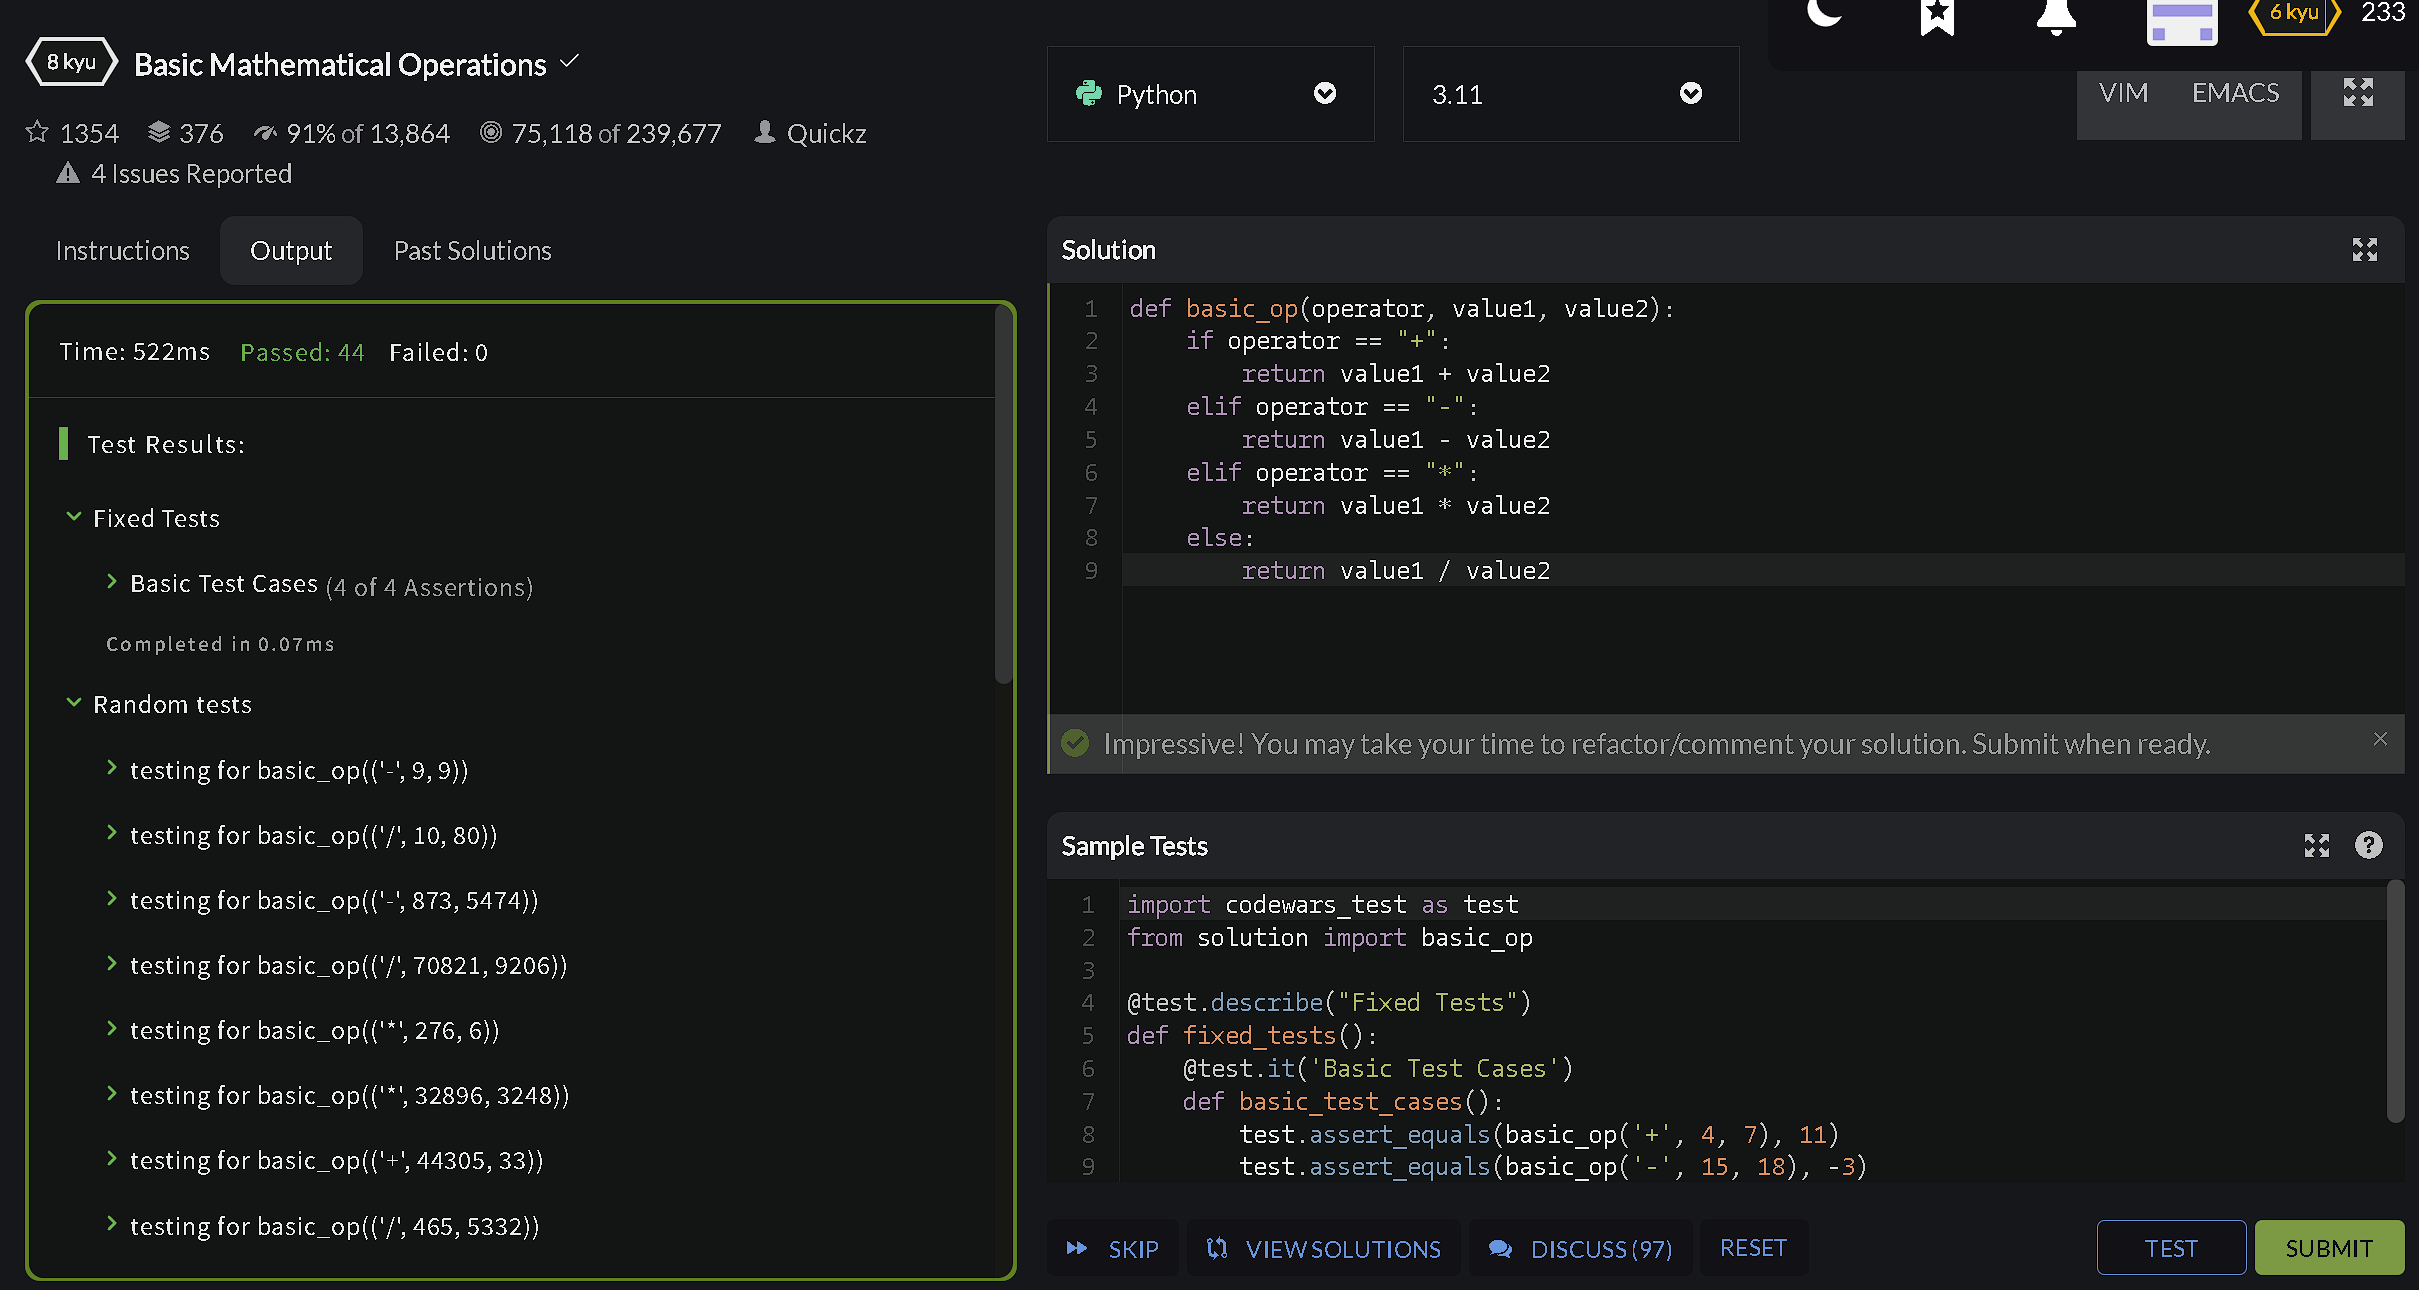 8 kyu Basic Mathematical Operations
1354 376 91% of 13,864 75,118 of 239,677 Quickz
4 Issues Reported
Python 3.11
6 kyu 233
VIM EMACS
Instructions Output Past Solutions
Time: 522ms Passed: 44 Failed: 0
Test Results:
Fixed Tests
Basic Test Cases (4 of 4 Assertions)
Completed in 0.07ms
Random tests
testing for basic_op(('-', 9, 9))
testing for basic_op(('/', 10, 80))
testing for basic_op(('-', 873, 5474))
testing for basic_op(('/', 70821, 9206))
testing for basic_op(('*', 276, 6))
testing for basic_op(('*', 32896, 3248))
testing for basic_op(('+', 44305, 33))
testing for basic_op(('/', 465, 5332))
Solution
1 def basic_op(operator, value1, value2):
2     if operator == "+":
3         return value1 + value2
4     elif operator == "-":
5         return value1 - value2
6     elif operator == "*":
7         return value1 * value2
8     else:
9         return value1 / value2
Impressive! You may take your time to refactor/comment your solution. Submit when ready.
Sample Tests
1 import codewars_test as test
2 from solution import basic_op
3
4 @test.describe("Fixed Tests")
5 def fixed_tests():
6     @test.it('Basic Test Cases')
7     def basic_test_cases():
8         test.assert_equals(basic_op('+', 4, 7), 11)
9         test.assert_equals(basic_op('-', 15, 18), -3)
SKIP VIEW SOLUTIONS DISCUSS (97) RESET TEST SUBMIT